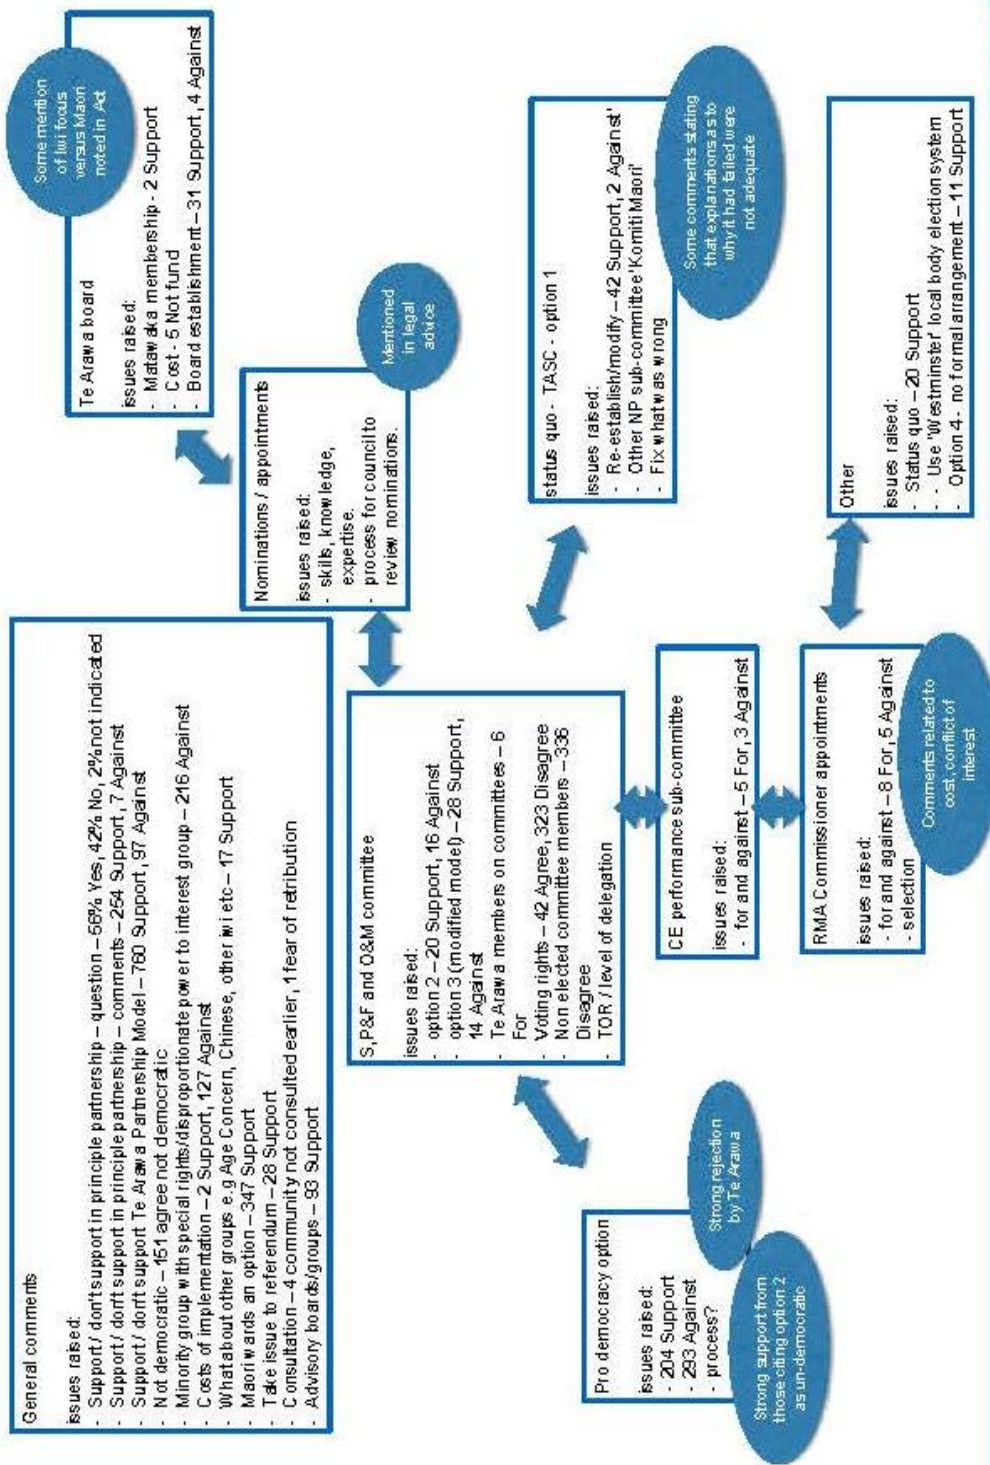 General comments
issues raised:
- Support / don't support in principle partnership – question – 56% Yes, 42% No, 2% not indicated
- Support / don't support in principle partnership – comments – 254 Support, 7 Against
- Support / don't support Te Arawa Partnership Model – 760 Support, 97 Against
- Not democratic – 151 agree not democratic
- Minority group with special rights/disproportionate power to interest group – 216 Against
- Costs of implementation – 2 Support, 127 Against
- What about other groups e.g Age Concern, Chinese, other iwi etc – 17 Support
- Maori wards an option – 347 Support
- Take issue to referendum – 28 Support
- Consultation – 4 community not consulted earlier, 1 fear of retribution
- Advisory boards/groups – 93 Support
Te Arawa board
issues raised:
- Matawaka membership - 2 Support
- Cost - 5 Not fund
- Board establishment – 31 Support, 4 Against
Some mention
of Iwi focus
versus Maori
noted in Act
Nominations / appointments
issues raised:
- skills, knowledge,
expertise.
- process for council to
review nominations.
Mentioned
in legal
advice
S,P&F and O&M committee
issues raised:
- option 2 – 20 Support, 16 Against
- option 3 (modified model) – 28 Support,
14 Against
- Te Arawa members on committees – 6
For
- Voting rights – 42 Agree, 323 Disagree
- Non elected committee members – 336
Disagree
- TOR / level of delegation
status quo - TASC - option 1
issues raised:
- Re-establish/modify – 42 Support, 2 Against'
- Other NP sub-committee 'Komiti Maori'
- Fix what was wrong
Some comments stating
that explanations as to
why it had failed were
not adequate
Pro democracy option
issues raised:
- 204 Support
- 293 Against
- process?
Strong rejection
by Te Arawa
Strong support from
those citing option 2
as un-democratic
CE performance sub-committee
issues raised:
- for and against – 5 For, 3 Against
RMA Commissioner appointments
issues raised:
- for and against – 8 For, 5 Against
- selection
Comments related to
cost, conflict of
interest
Other
issues raised:
- Status quo – 20 Support
- - Use 'Westminster' local body election system
- Option 4 - no formal arrangement – 11 Support